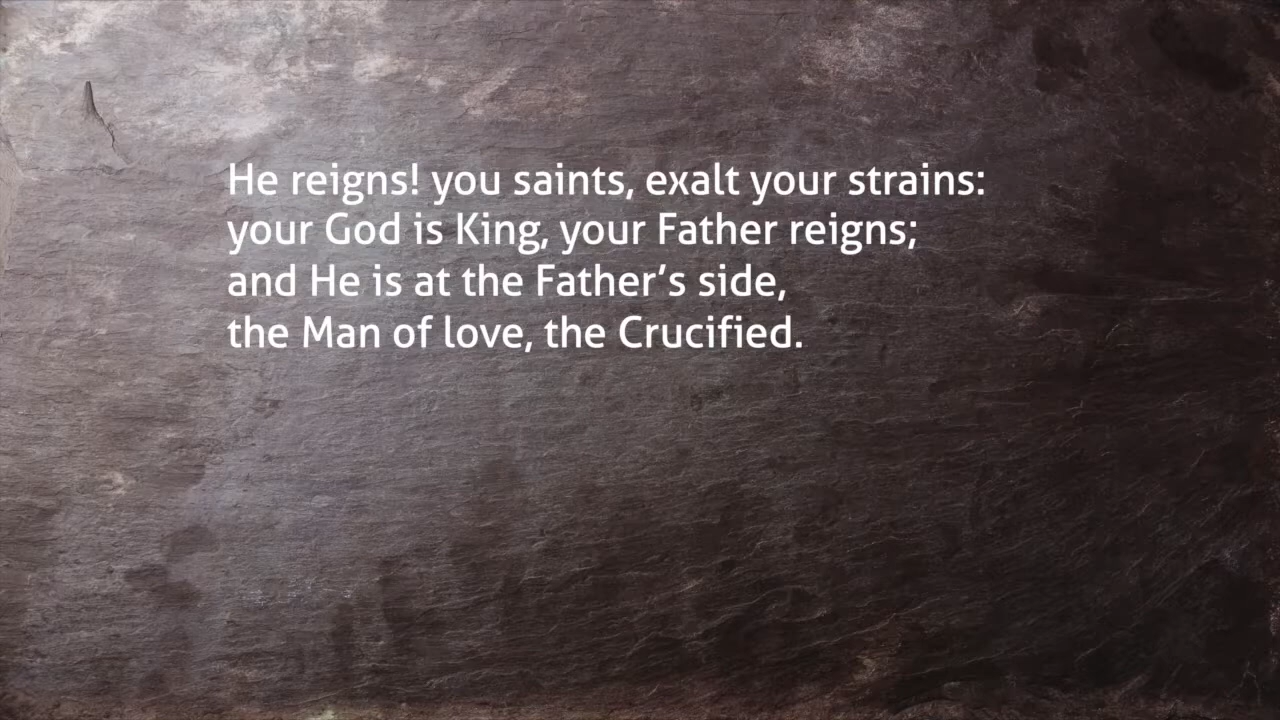 He reigns! you saints, exalt your strains:
your God is King, your Father reigns;
and He is at the Father’s side,
the Man of love, the Crucified.